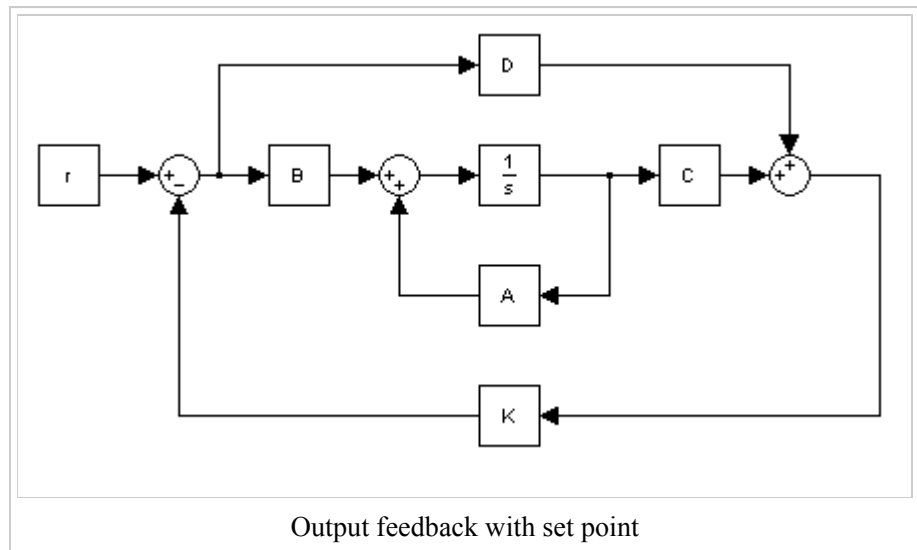 D
r
+
−
B
+
+
1
s
C
+
+
A
K
Output feedback with set point